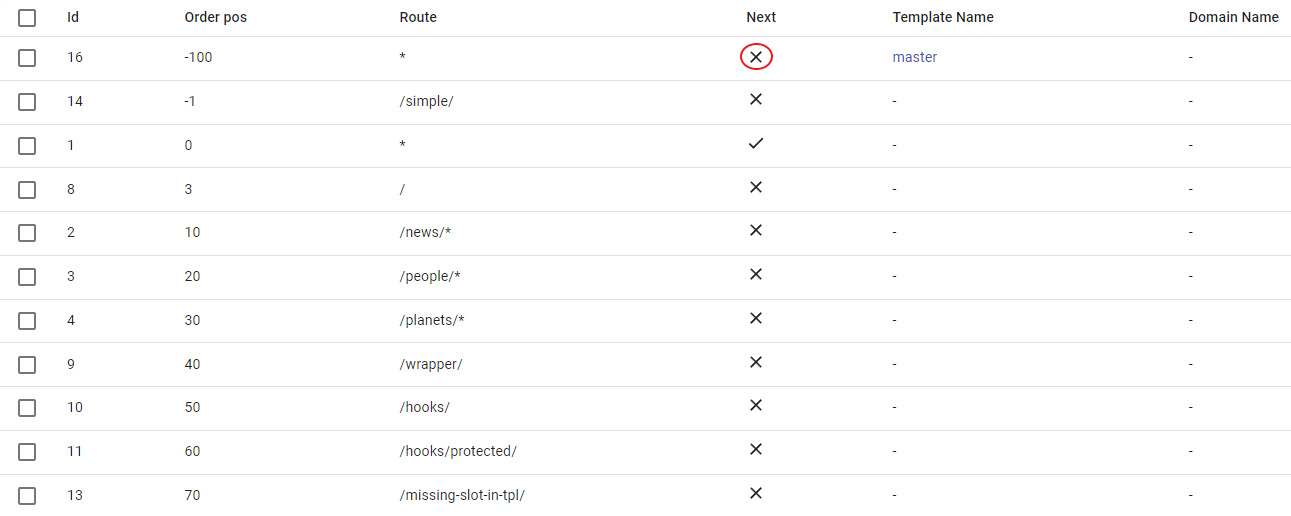 Id Order pos Route Next Template Name Domain Name
16 -100 * master -
14 -1 /simple/ - -
1 0 * - -
8 3 / - -
2 10 /news/* - -
3 20 /people/* - -
4 30 /planets/* - -
9 40 /wrapper/ - -
10 50 /hooks/ - -
11 60 /hooks/protected/ - -
13 70 /missing-slot-in-tpl/ - -